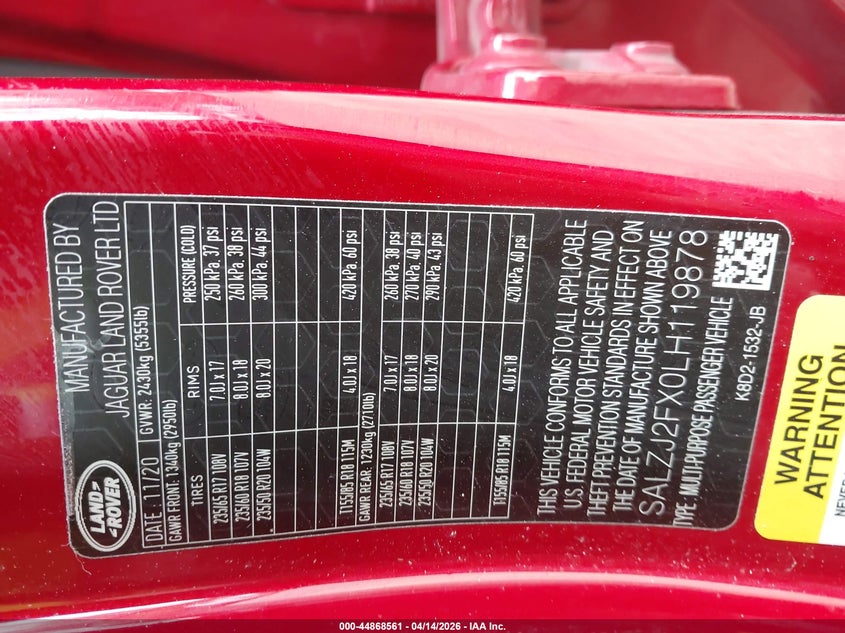 MANUFACTURED BY
JAGUAR LAND ROVER LTD
LAND ROVER
DATE: 11/20 GVWR: 2430kg (5355lb)
GAWR FRONT: 1340kg (2950lb)
TIRES RIMS PRESSURE (COLD)
235/65 R17 108V 7.0J x 17 250 kPa. 37 psi
235/60 R18 107V 8.0J x 18 260 kPa. 38 psi
235/50 R20 104W 8.0J x 20 300 kPa. 44 psi
T155/85 R18 115M 4.0J x 18 420 kPa. 60 psi
GAWR REAR: 1230kg (2710lb)
235/65 R17 108V 7.0J x 17 260 kPa. 38 psi
235/60 R18 107V 8.0J x 18 270 kPa. 40 psi
235/50 R20 104W 8.0J x 20 290 kPa. 43 psi
T155/85 R18 115M 4.0J x 18 420 kPa. 60 psi
THIS VEHICLE CONFORMS TO ALL APPLICABLE
U.S. FEDERAL MOTOR VEHICLE SAFETY AND
THEFT PREVENTION STANDARDS IN EFFECT ON
THE DATE OF MANUFACTURE SHOWN ABOVE
SALZJ2FX0LH119878
TYPE: MULTI-PURPOSE PASSENGER VEHICLE
K9D2-1532-JB
WARNING
ATTENTION
000-44868561 - 04/14/2026 - IAA Inc.